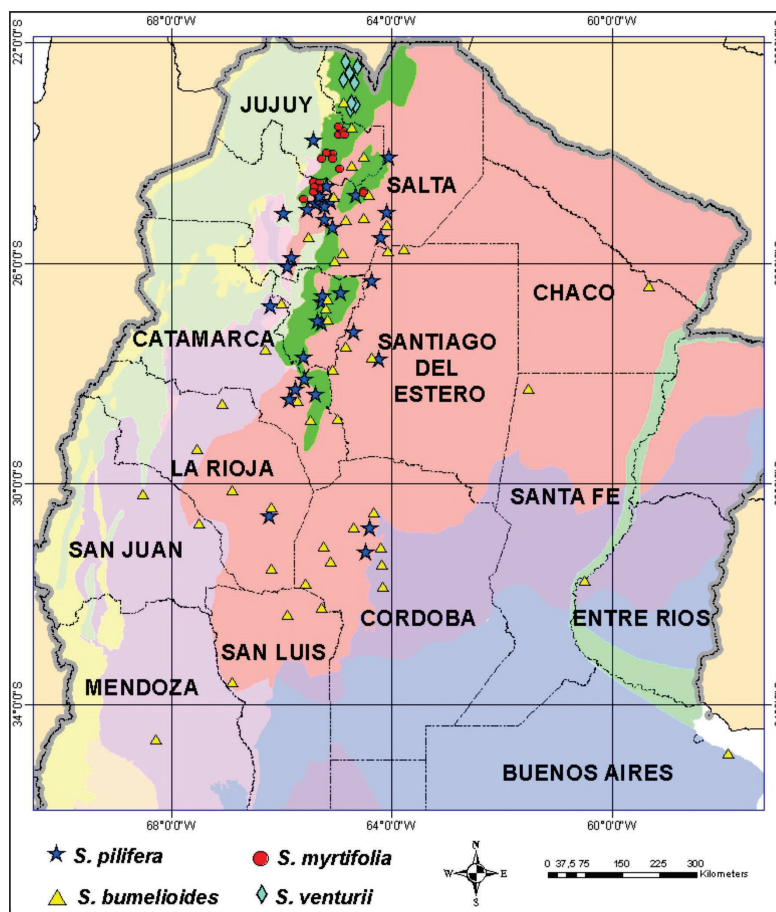 68°0'0"W 64°0'0"W 60°0'0"W
22°0'0"S
JUJUY
SALTA
26°0'0"S
CHACO
CATAMARCA
SANTIAGO
DEL
ESTERO
LA RIOJA
30°0'0"S
SANTA FE
SAN JUAN
CORDOBA
ENTRE RIOS
SAN LUIS
MENDOZA
34°0'0"S
BUENOS AIRES
68°0'0"W 64°0'0"W 60°0'0"W
S. pilifera
S. myrtifolia
S. bumelioides
S. venturii
N
W E
S
0 37,5 75 150 225 300
Kilometers